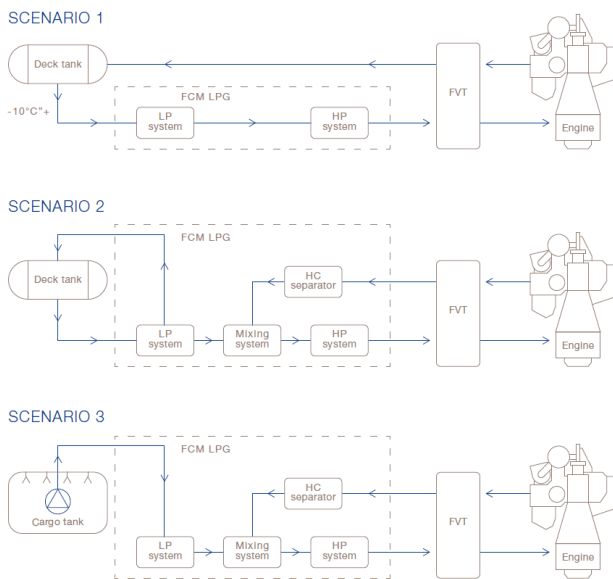 SCENARIO 1
Deck tank
FVT
FCM LPG
-10°C"+
LP
system
HP
system
Engine
SCENARIO 2
FCM LPG
Deck tank
HC
separator
FVT
LP
system
Mixing
system
HP
system
Engine
SCENARIO 3
FCM LPG
HC
separator
Cargo tank
FVT
LP
system
Mixing
system
HP
system
Engine